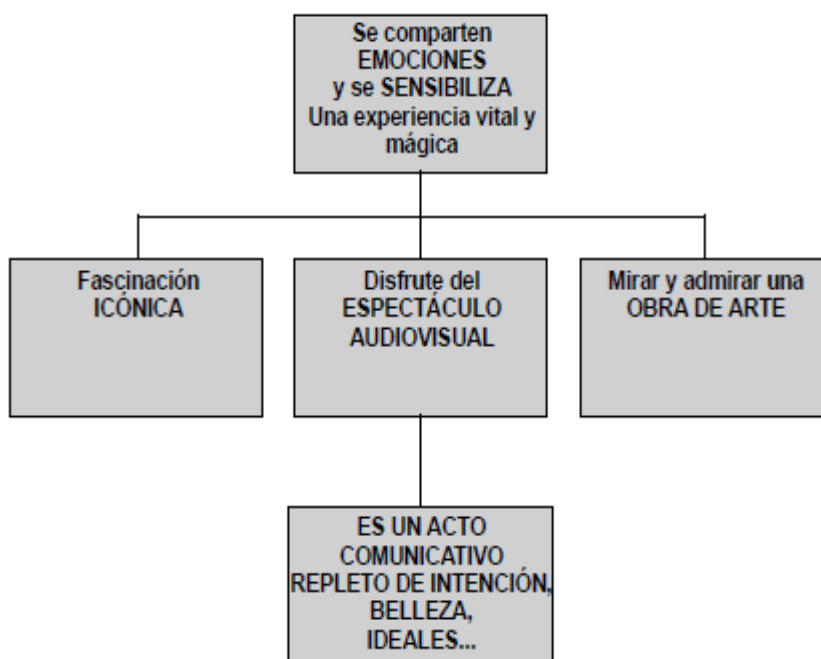 Se comparten
EMOCIONES
y se SENSIBILIZA
Una experiencia vital y
mágica
Fascinación
ICÓNICA
Disfrute del
ESPECTÁCULO
AUDIOVISUAL
Mirar y admirar una
OBRA DE ARTE
ES UN ACTO
COMUNICATIVO
REPLETO DE INTENCIÓN,
BELLEZA,
IDEALES...